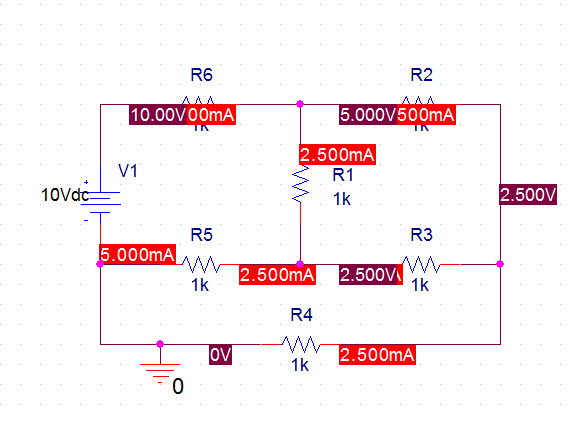 R6
R2
10.00V
00mA
5.000V
500mA
1k
1k
2.500mA
V1
R1
1k
10Vdc
2.500V
R5
R3
5.000mA
2.500mA
2.500V
1k
1k
R4
0V
2.500mA
1k
0